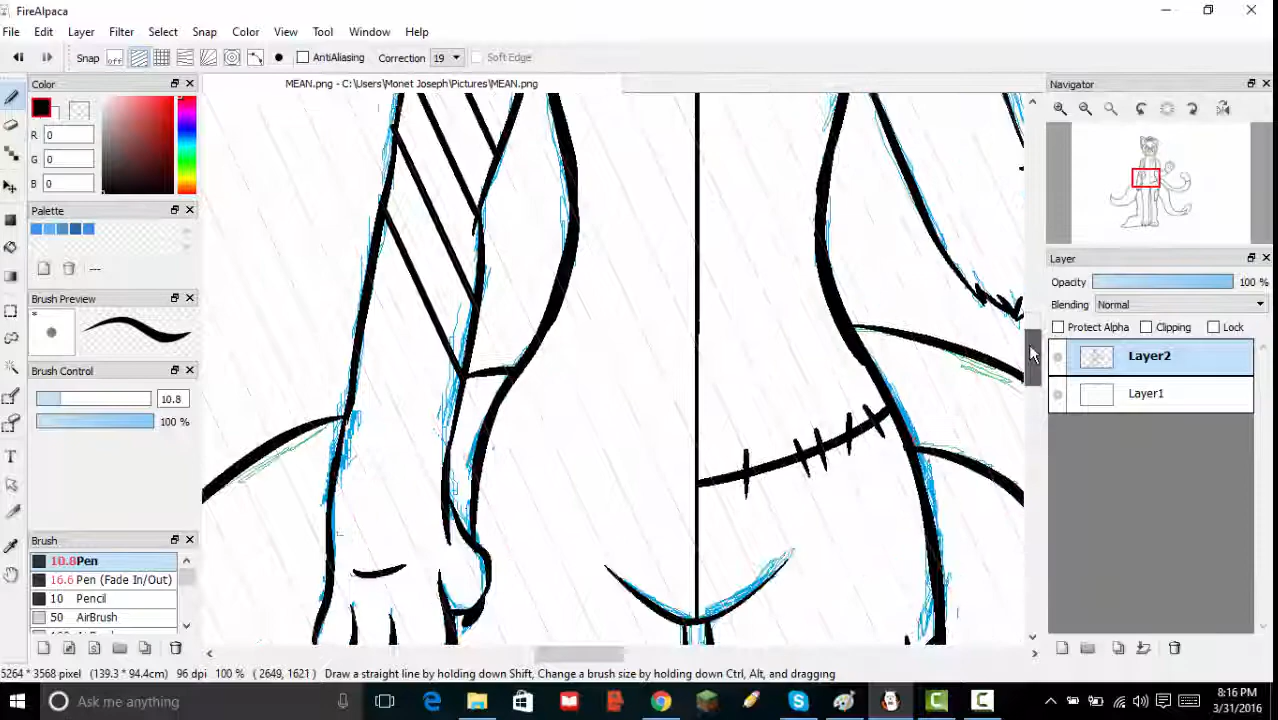 FireAlpaca
File Edit Layer Filter Select Snap Color View Tool Window Help
Snap off AntiAliasing Correction 19 Soft Edge
Color
MEAN.png - C:\Users\Monet Joseph\Pictures\MEAN.png
Navigator
R 0
G 0
B 0
Palette
---
Layer
Opacity 100 %
Brush Preview
Blending Normal
*
Protect Alpha Clipping Lock
Layer2
Brush Control
Layer1
10.8
100 %
Brush
10.8 Pen
16.6 Pen (Fade In/Out)
10 Pencil
50 AirBrush
5264 * 3568 pixel (139.3 * 94.4cm) 96 dpi 100 % ( 2649, 1621) Draw a straight line by holding down Shift, Change a brush size by holding down Ctrl, Alt, and dragging
Ask me anything
8:16 PM
3/31/2016